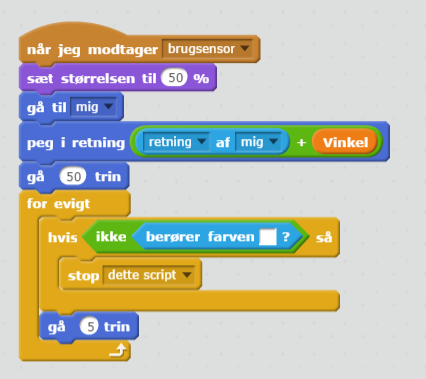 når jeg modtager brugsensor
sæt størrelsen til 50 %
gå til mig
peg i retning retning af mig + Vinkel
gå 50 trin
for evigt
hvis ikke berører farven ? så
stop dette script
gå 5 trin